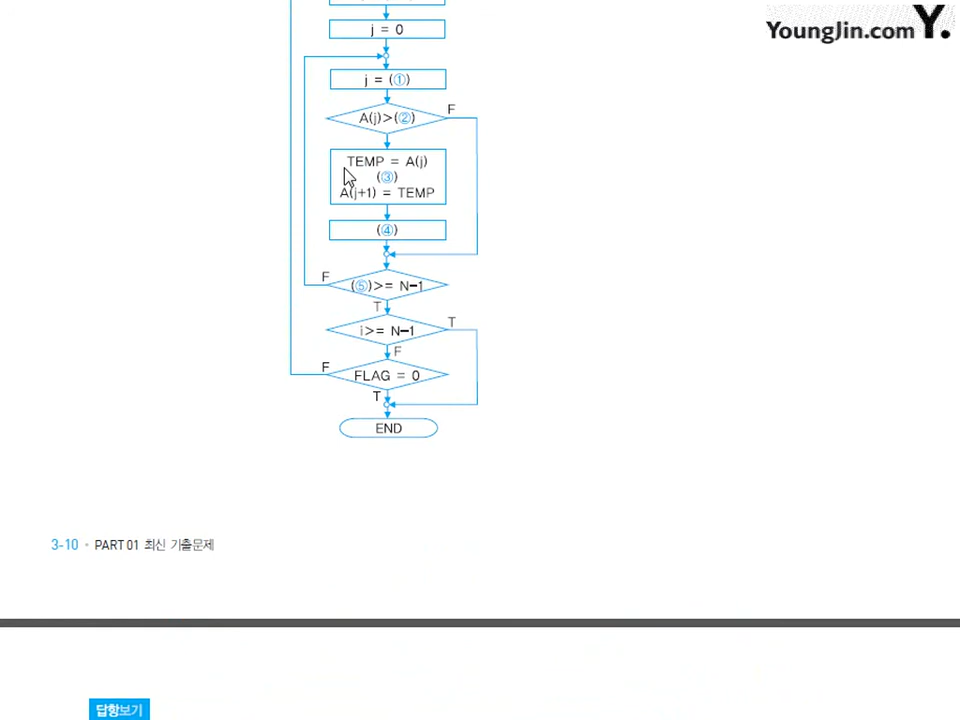 YoungJin.com Y.
j = 0
j = (①)
A(j)>(②)
F
TEMP = A(j)
(③)
A(j+1) = TEMP
(④)
F
(⑤)>= N-1
T
i>= N-1
T
F
F
FLAG = 0
T
END
3-10 • PART 01 최신 기출문제
답항보기